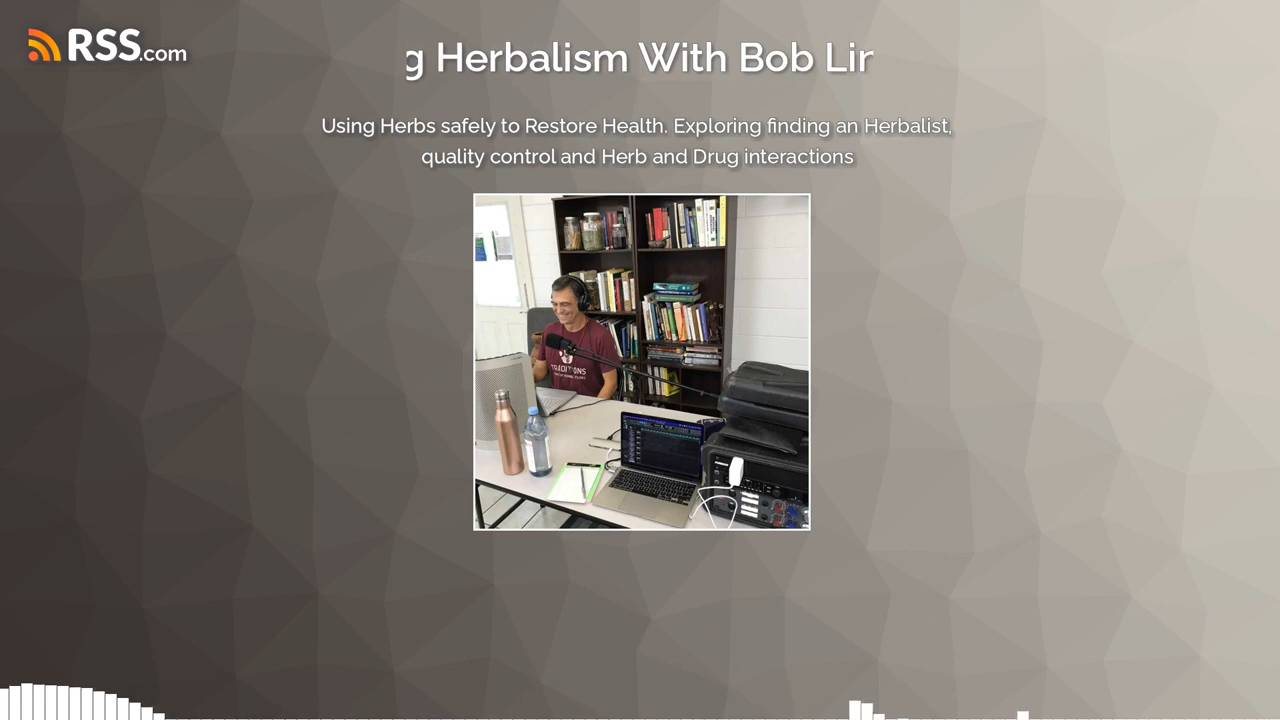 RSS.com
g Herbalism With Bob Lir
Using Herbs safely to Restore Health. Exploring finding an Herbalist,
quality control and Herb and Drug interactions
TRADITIONS